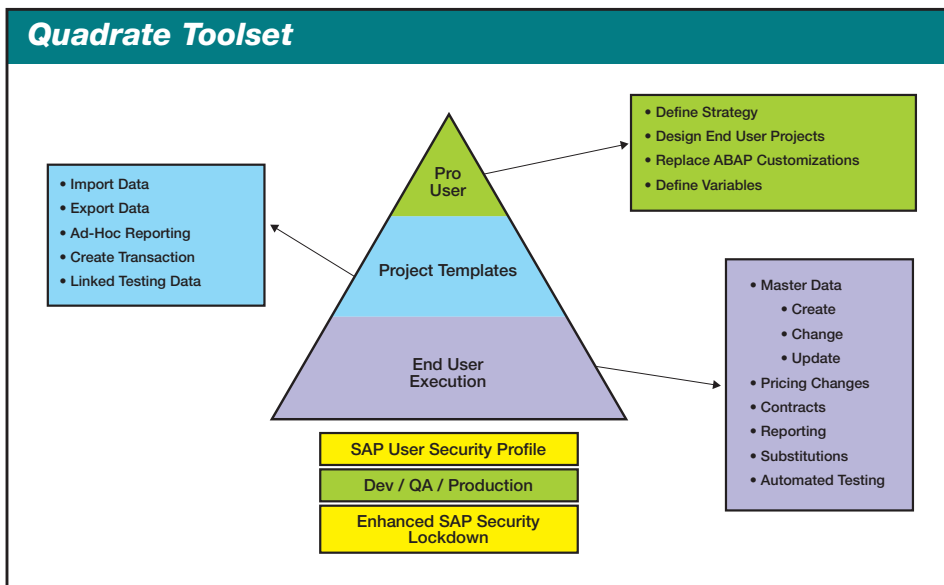 Quadrate Toolset
• Define Strategy
• Design End User Projects
• Replace ABAP Customizations
• Define Variables
Pro
User
• Import Data
• Export Data
• Ad-Hoc Reporting
• Create Transaction
• Linked Testing Data
Project Templates
• Master Data
• Create
• Change
• Update
• Pricing Changes
• Contracts
• Reporting
• Substitutions
• Automated Testing
End User
Execution
SAP User Security Profile
Dev / QA / Production
Enhanced SAP Security
Lockdown